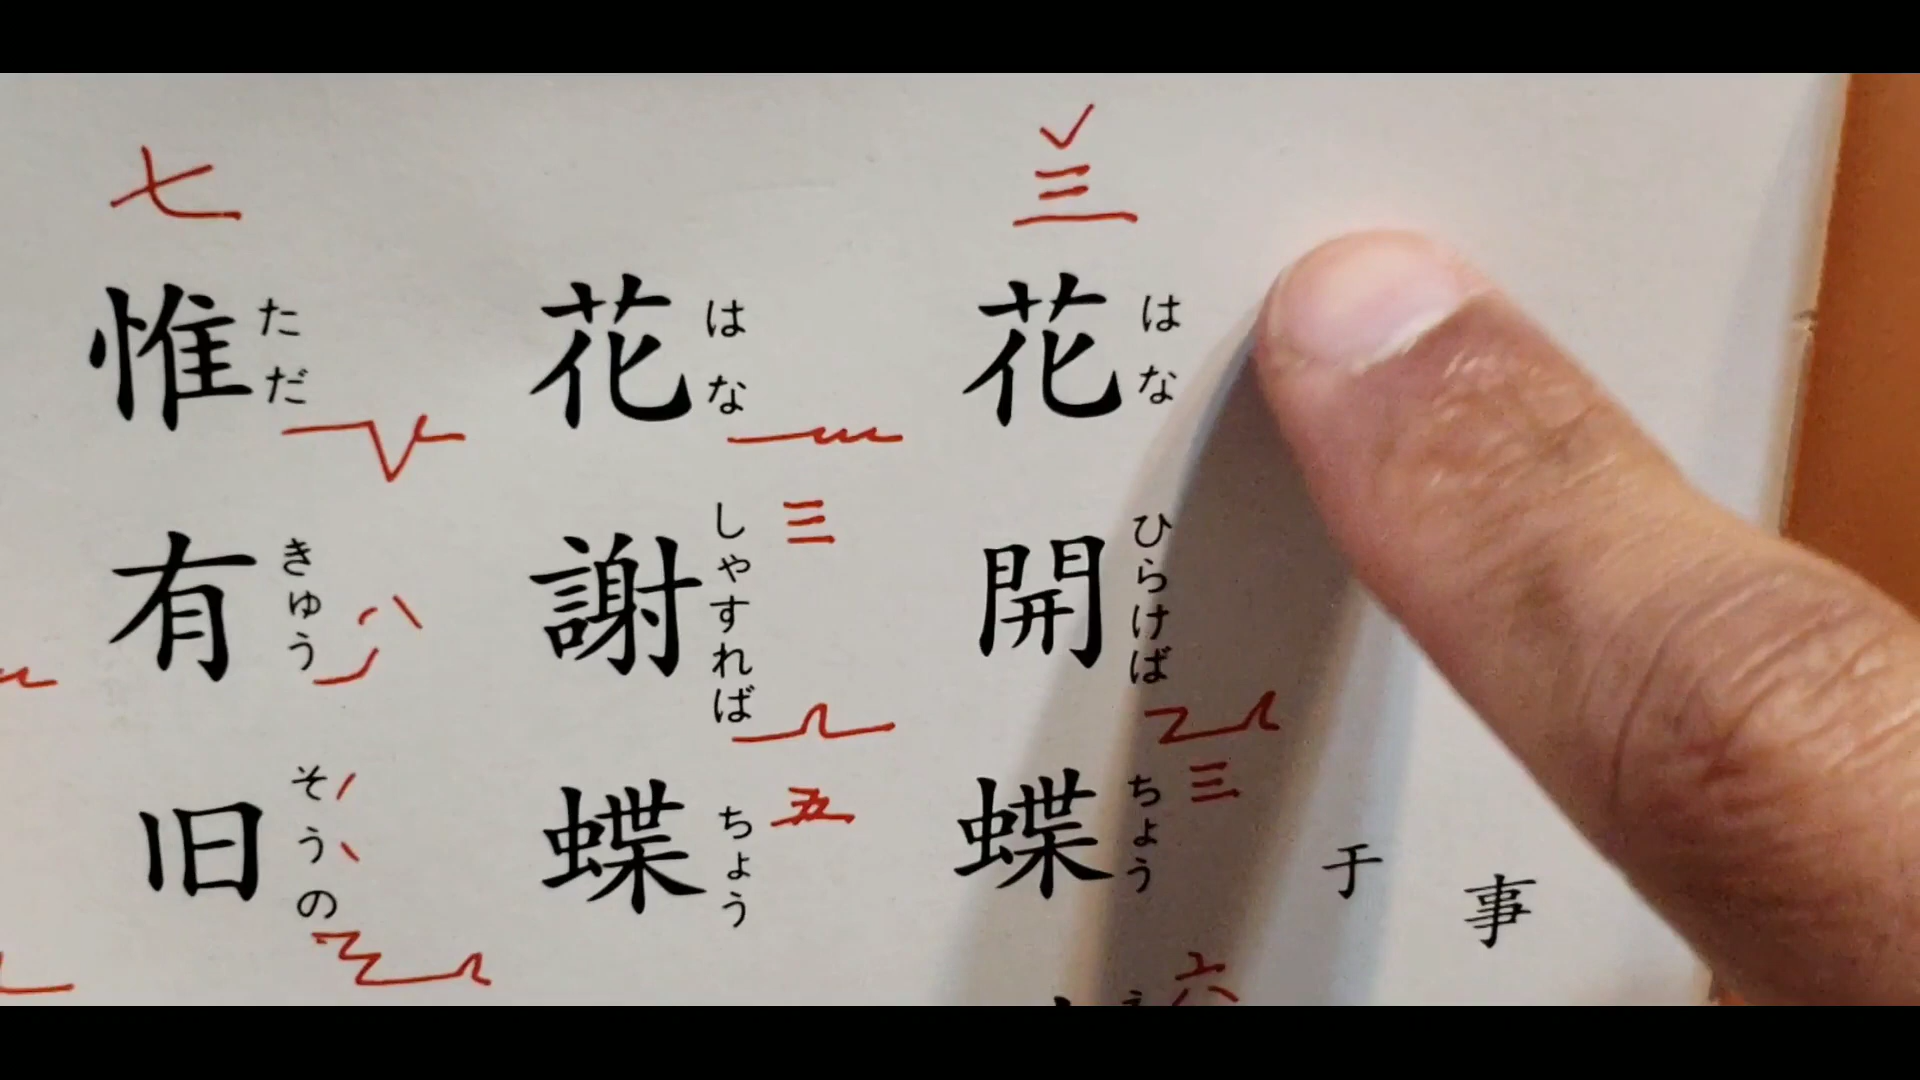 事
于
三
花 はな
開 ひらけば
蝶 ちょう
三
六
花 はな
謝 しゃすれば
蝶 ちょう
三
五
七
惟 ただ
有
旧
きゅう
そうの